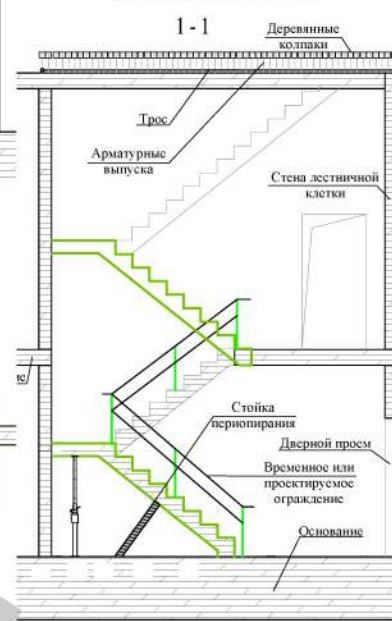 1 - 1
Деревянные
колпаки
Трос
Арматурные
выпуска
Стена лестничной
клетки
Стойка
периопирания
Дверной проем
Временное или
проектируемое
ограждение
Основание